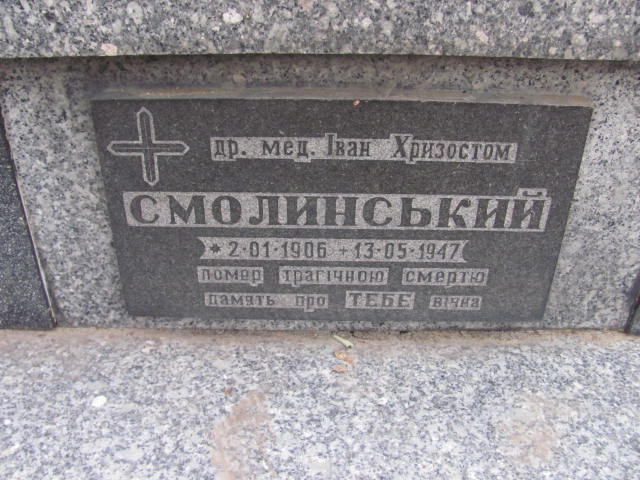 др. мед. Іван Хризостом
СМОЛИНСЬКИЙ
* 2·01·1906 + 13·05·1947
помер трагічною смертю
память про ТЕБЕ вічна